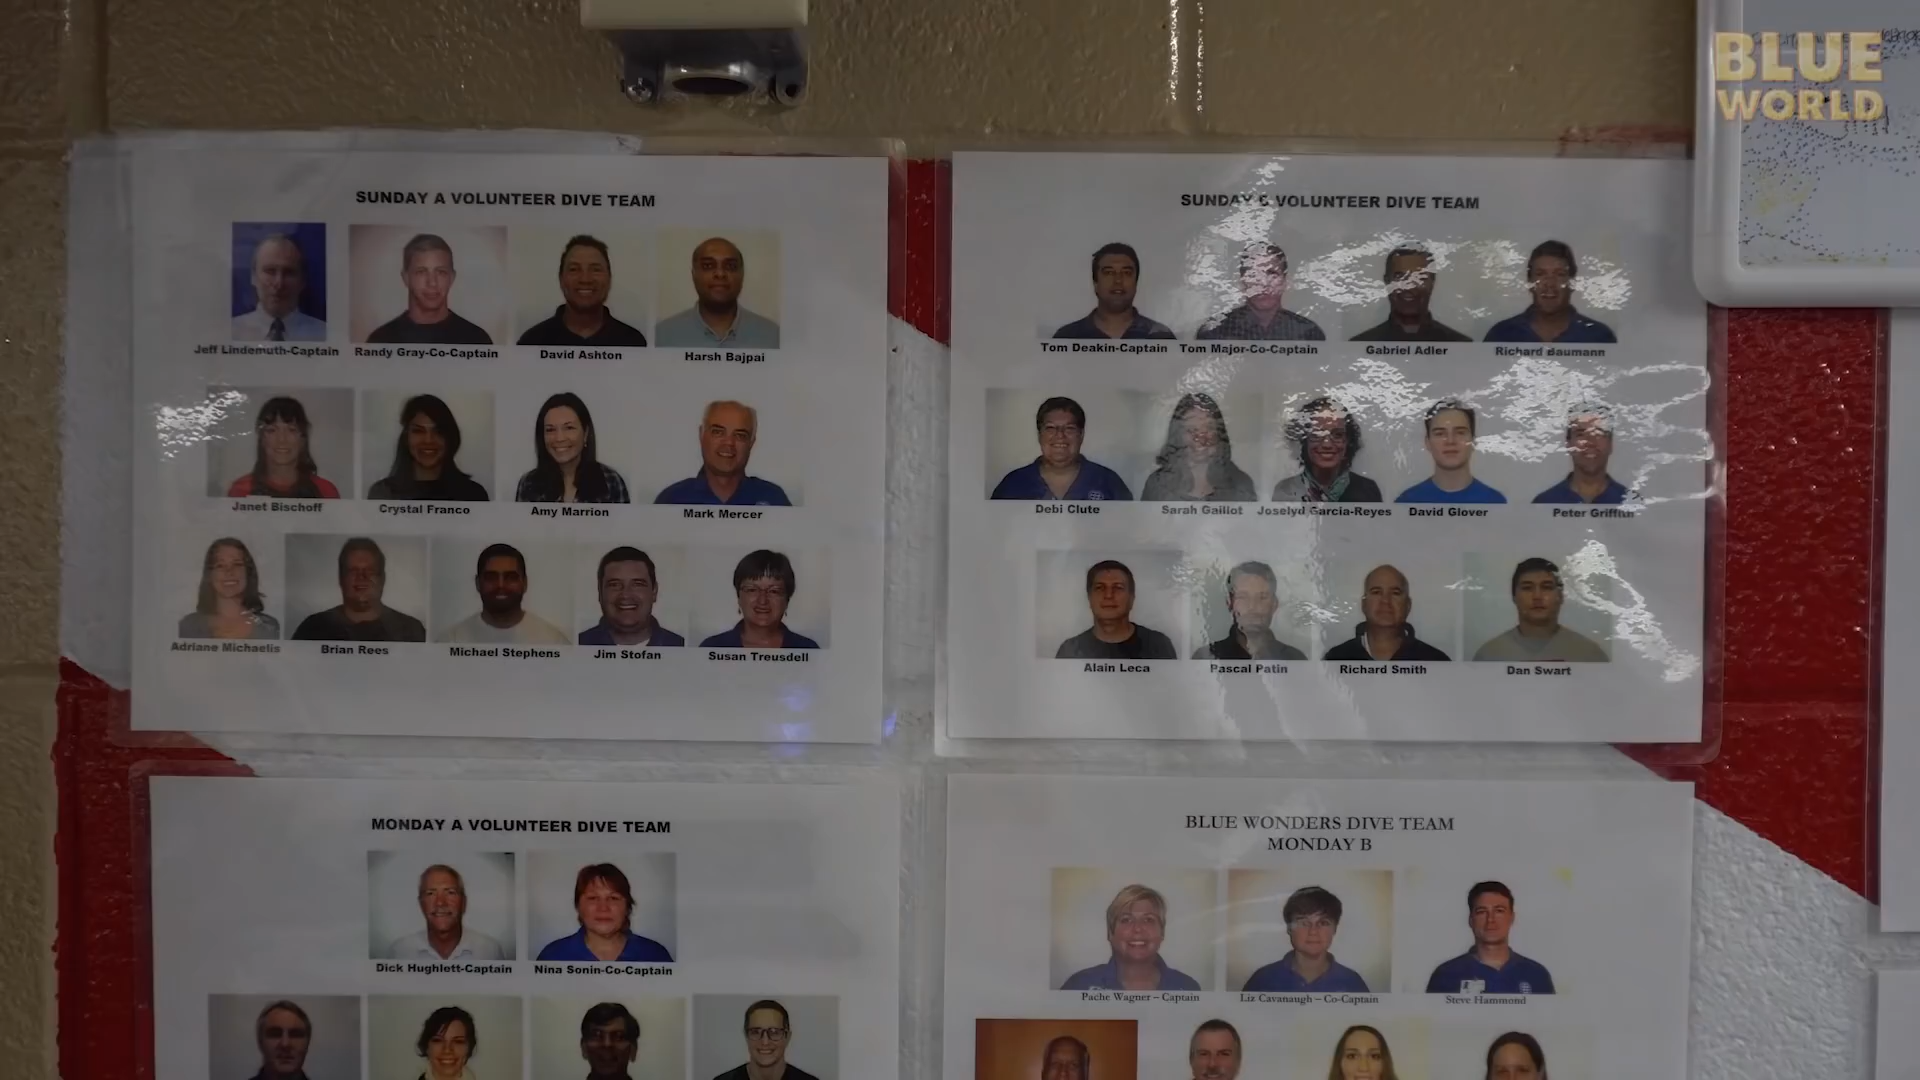 BLUE
WORLD
SUNDAY A VOLUNTEER DIVE TEAM
Jeff Lindemuth-Captain
Randy Gray-Co-Captain
David Ashton
Harsh Bajpai
Janet Bischoff
Crystal Franco
Amy Marrion
Mark Mercer
Adriane Michaelis
Brian Rees
Michael Stephens
Jim Stofan
Susan Treusdell
SUNDAY VOLUNTEER DIVE TEAM
Tom Deakin-Captain
Tom Major-Co-Captain
Gabriel Adler
Richard Baumann
Debi Clute
Sarah Gailiot
Joselyd Garcia-Reyes
David Glover
Peter Griffith
Alain Leca
Pascal Patin
Richard Smith
Dan Swart
MONDAY A VOLUNTEER DIVE TEAM
Dick Hughlett-Captain
Nina Sonin-Co-Captain
BLUE WONDERS DIVE TEAM
MONDAY B
Pache Wagner – Captain
Liz Cavanaugh – Co-Captain
Steve Hammond